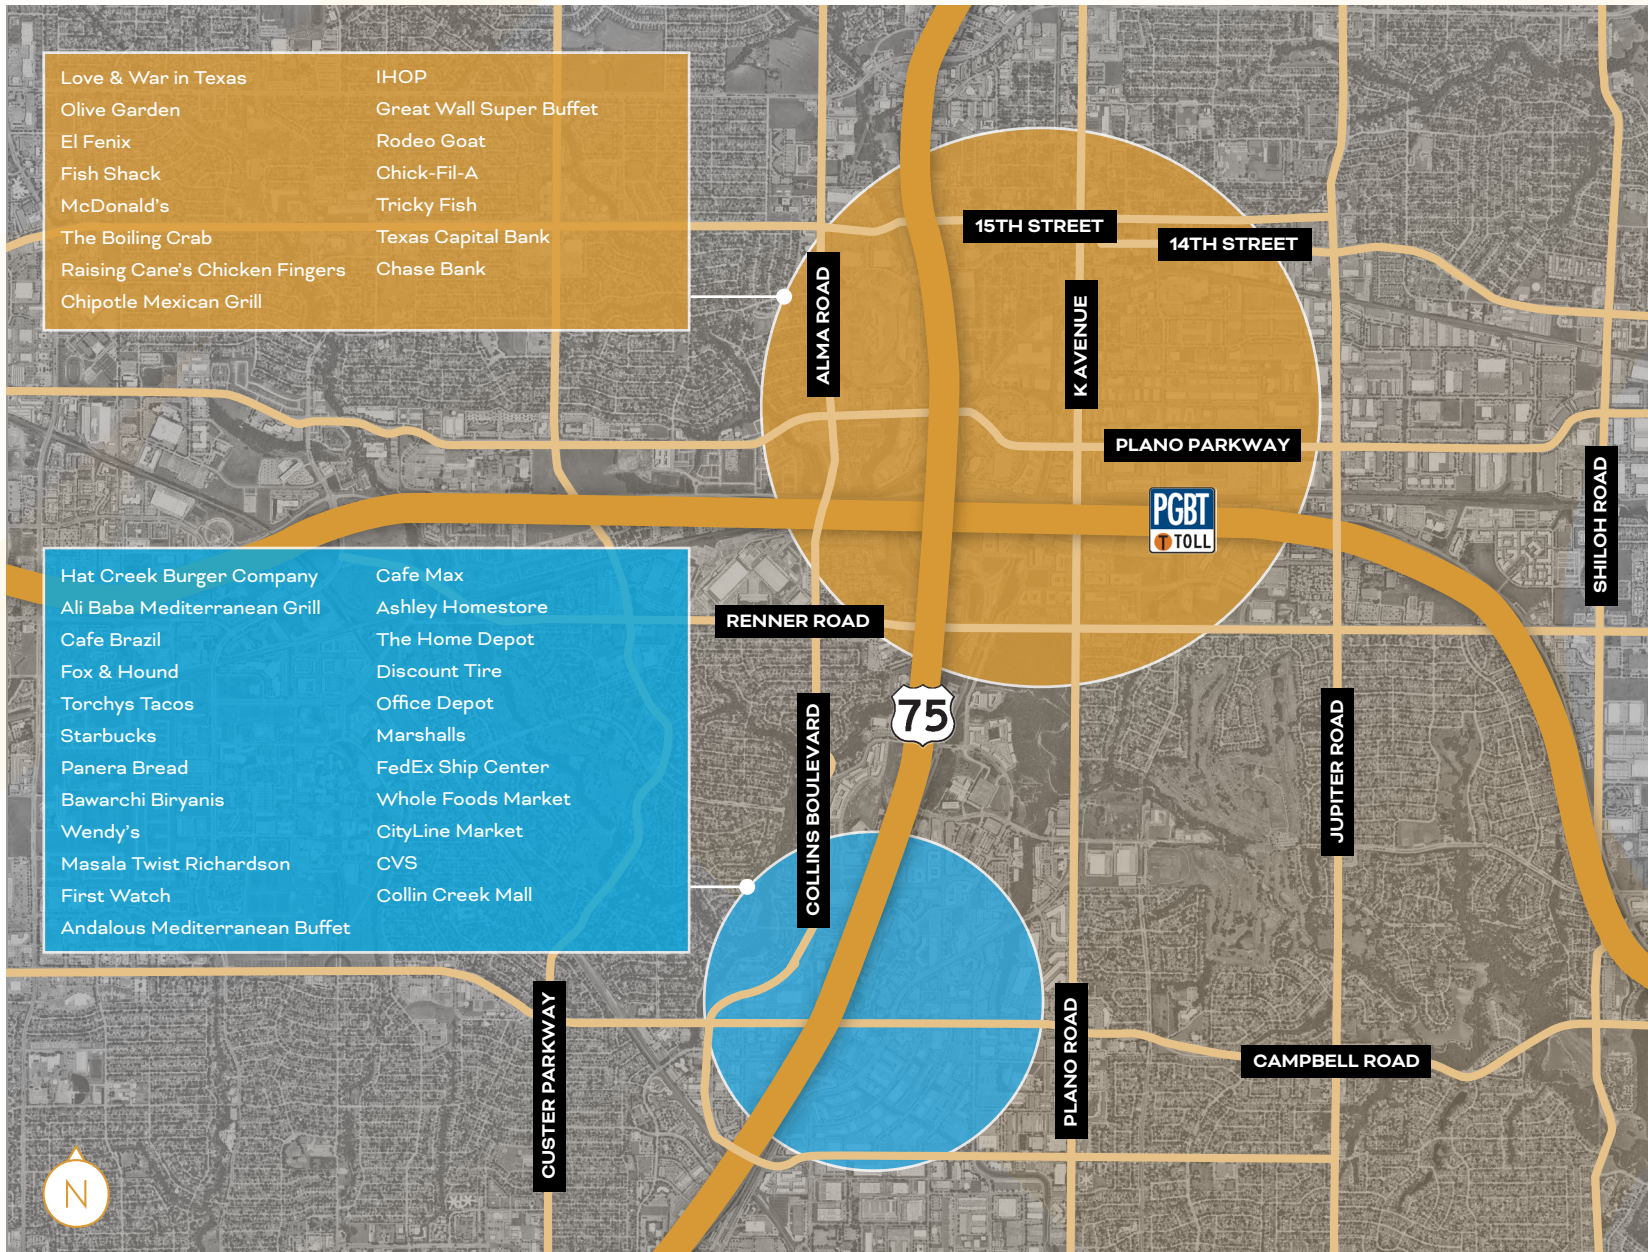 Love & War in Texas
Olive Garden
El Fenix
Fish Shack
McDonald's
The Boiling Crab
Raising Cane's Chicken Fingers
Chipotle Mexican Grill
IHOP
Great Wall Super Buffet
Rodeo Goat
Chick-Fil-A
Tricky Fish
Texas Capital Bank
Chase Bank
15TH STREET
14TH STREET
ALMA ROAD
K AVENUE
PLANO PARKWAY
SHILOH ROAD
PGBT
T TOLL
Hat Creek Burger Company
Ali Baba Mediterranean Grill
Cafe Brazil
Fox & Hound
Torchys Tacos
Starbucks
Panera Bread
Bawarchi Biryanis
Wendy's
Masala Twist Richardson
First Watch
Andalous Mediterranean Buffet
Cafe Max
Ashley Homestore
The Home Depot
Discount Tire
Office Depot
Marshalls
FedEx Ship Center
Whole Foods Market
CityLine Market
CVS
Collin Creek Mall
RENNER ROAD
75
COLLINS BOULEVARD
JUPITER ROAD
CUSTER PARKWAY
PLANO ROAD
CAMPBELL ROAD
N